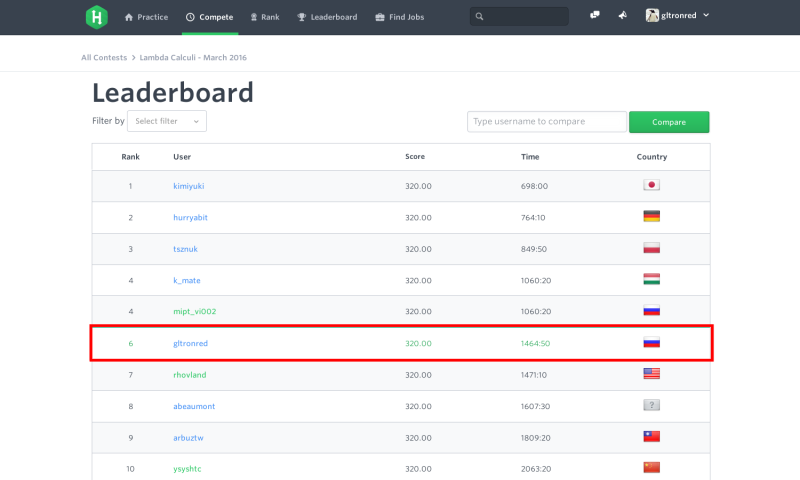 H Practice Compete Rank Leaderboard Find Jobs gltronred
All Contests > Lambda Calculi - March 2016
Leaderboard
Filter by Select filter Type username to compare Compare
Rank User Score Time Country
1 kimiyuki 320.00 698:00
2 hurryabit 320.00 764:10
3 tsznuk 320.00 849:50
4 k_mate 320.00 1060:20
4 mipt_vi002 320.00 1060:20
6 gltronred 320.00 1464:50
7 rhovland 320.00 1471:10
8 abeaumont 320.00 1607:30 ?
9 arbuztw 320.00 1809:20
10 ysyshtc 320.00 2063:20